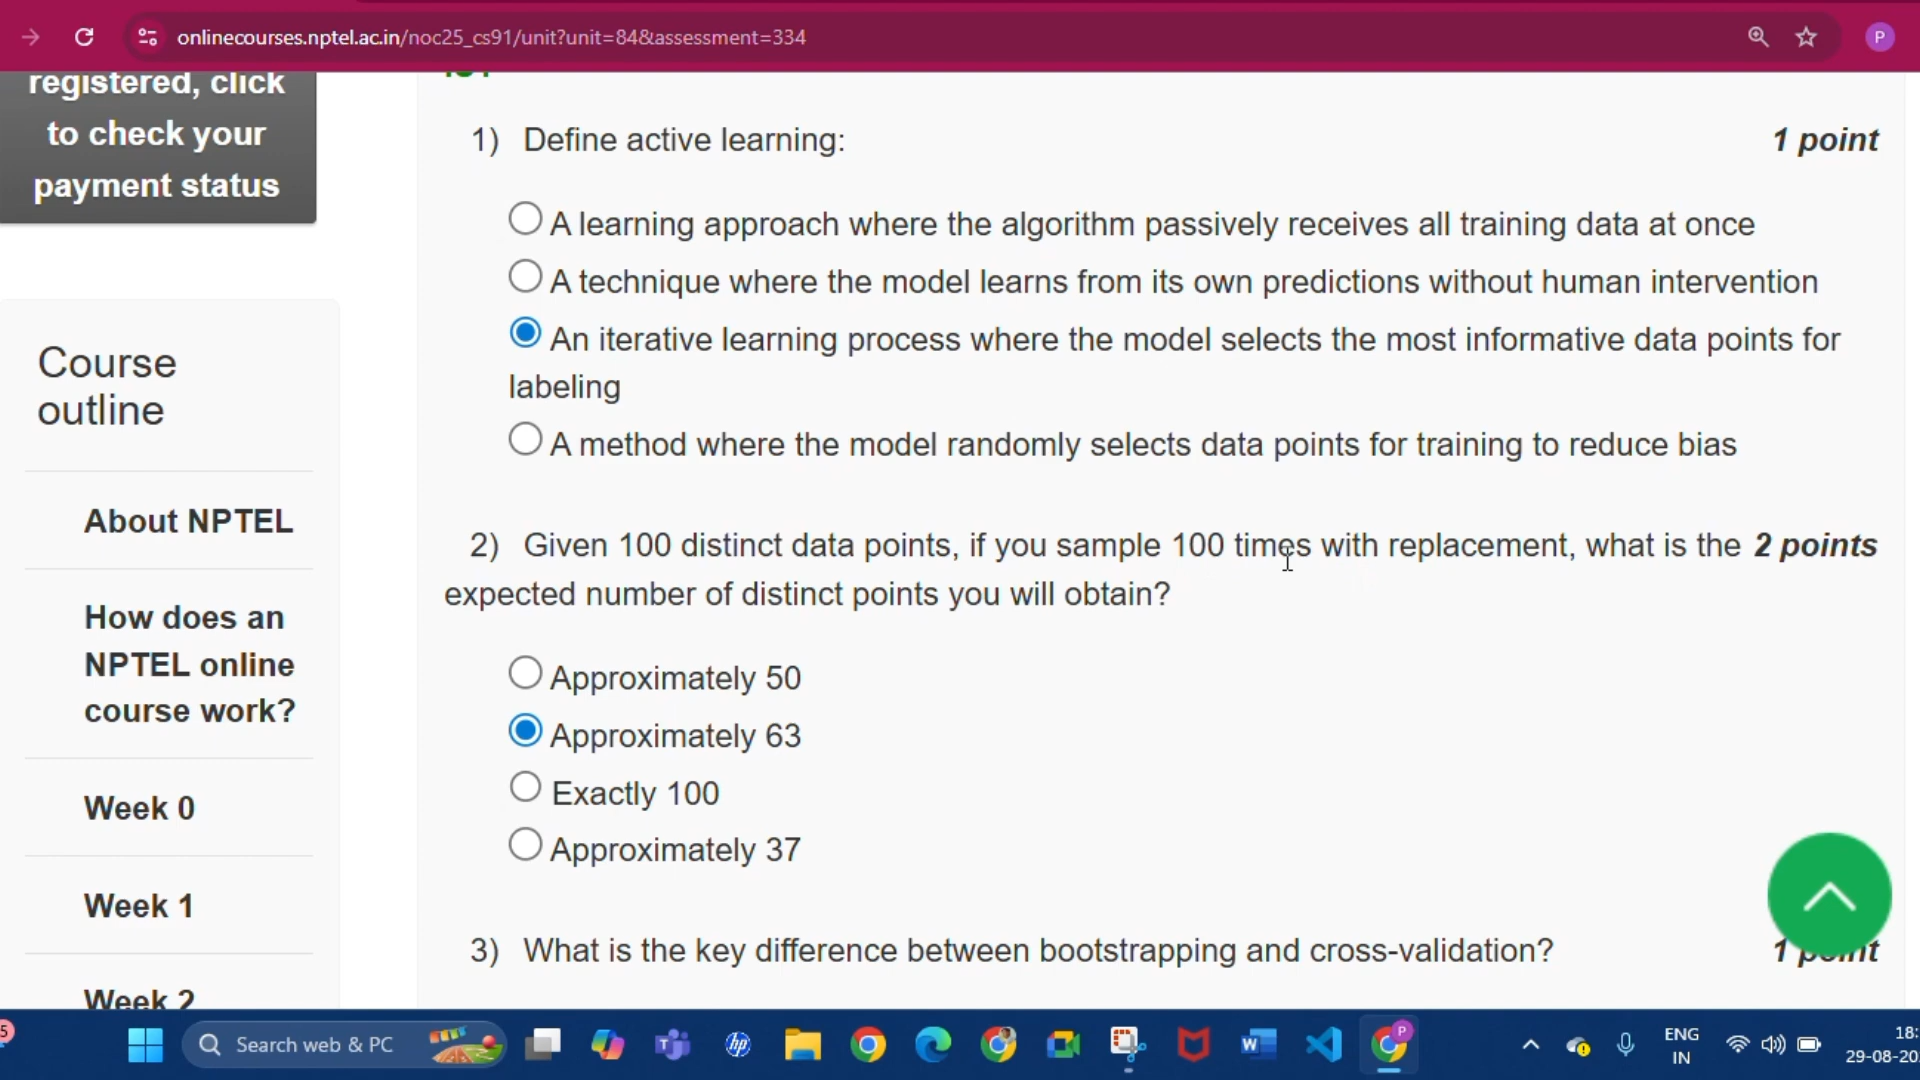 onlinecourses.nptel.ac.in/noc25_cs91/unit?unit=84&assessment=334
P
registered, click
to check your
payment status
Course
outline
About NPTEL
How does an
NPTEL online
course work?
Week 0
Week 1
Week 2
1) Define active learning: 1 point
A learning approach where the algorithm passively receives all training data at once
A technique where the model learns from its own predictions without human intervention
An iterative learning process where the model selects the most informative data points for
labeling
A method where the model randomly selects data points for training to reduce bias
2) Given 100 distinct data points, if you sample 100 times with replacement, what is the 2 points
expected number of distinct points you will obtain?
Approximately 50
Approximately 63
Exactly 100
Approximately 37
3) What is the key difference between bootstrapping and cross-validation? 1 point
5
Search web & PC
hp
W
P
ENG
IN
18:
29-08-20